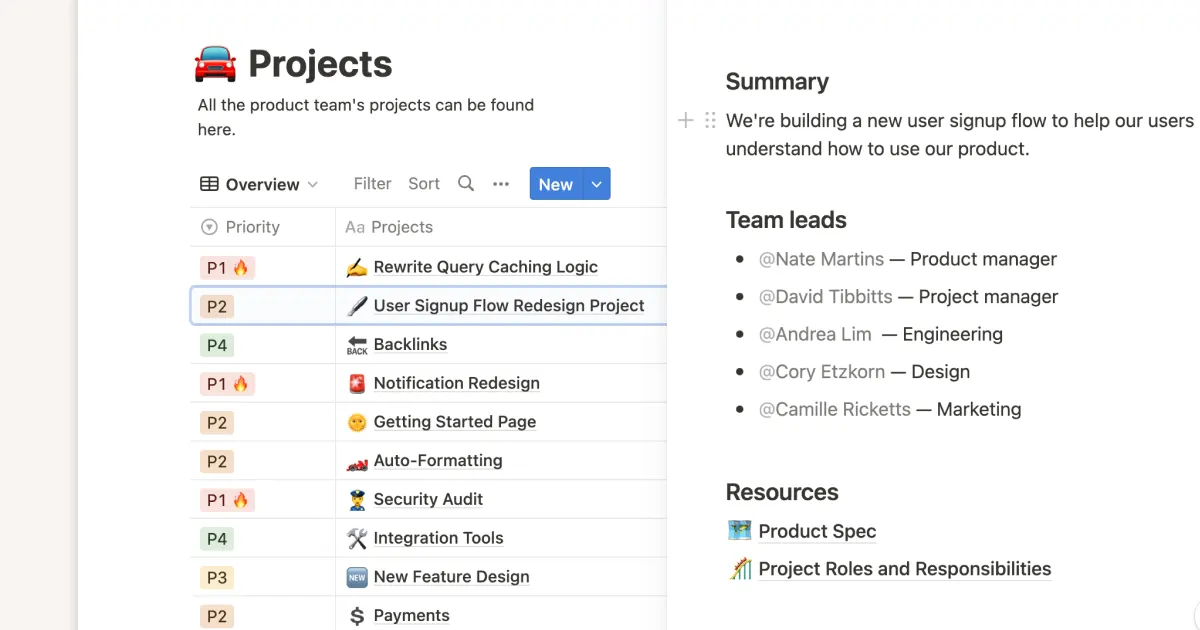 Projects
All the product team's projects can be found
here.
Overview
Filter Sort
New
Priority
Aa Projects
P1 Rewrite Query Caching Logic
P2 User Signup Flow Redesign Project
P4 BACK Backlinks
P1 Notification Redesign
P2 Getting Started Page
P2 Auto-Formatting
P1 Security Audit
P4 Integration Tools
P3 NEW New Feature Design
P2 $ Payments
Summary
We're building a new user signup flow to help our users
understand how to use our product.
Team leads
@Nate Martins — Product manager
@David Tibbitts — Project manager
@Andrea Lim — Engineering
@Cory Etzkorn — Design
@Camille Ricketts — Marketing
Resources
Product Spec
Project Roles and Responsibilities